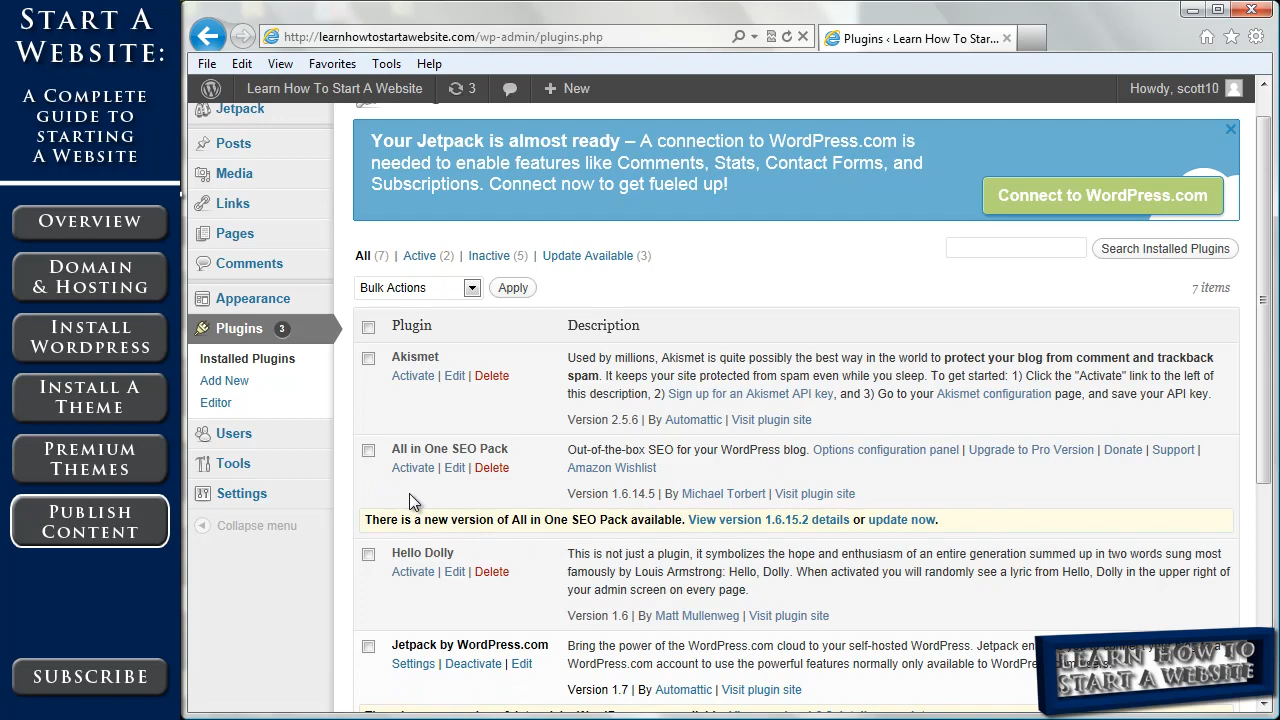 START A
WEBSITE:
A COMPLETE
GUIDE TO
STARTING
A WEBSITE
OVERVIEW
DOMAIN
& HOSTING
INSTALL
WORDPRESS
INSTALL A
THEME
PREMIUM
THEMES
PUBLISH
CONTENT
SUBSCRIBE
http://learnhowtostartawebsite.com/wp-admin/plugins.php
Plugins ‹ Learn How To Star...
File Edit View Favorites Tools Help
Learn How To Start A Website 3 + New Howdy, scott10
Jetpack
Posts
Media
Links
Pages
Comments
Appearance
Plugins 3
Installed Plugins
Add New
Editor
Users
Tools
Settings
Collapse menu
Your Jetpack is almost ready – A connection to WordPress.com is
needed to enable features like Comments, Stats, Contact Forms, and
Subscriptions. Connect now to get fueled up!
Connect to WordPress.com
All (7) | Active (2) | Inactive (5) | Update Available (3)
Search Installed Plugins
Bulk Actions Apply 7 items
Plugin Description
Akismet
Activate | Edit | Delete
Used by millions, Akismet is quite possibly the best way in the world to protect your blog from comment and trackback
spam. It keeps your site protected from spam even while you sleep. To get started: 1) Click the "Activate" link to the left of
this description, 2) Sign up for an Akismet API key, and 3) Go to your Akismet configuration page, and save your API key.
Version 2.5.6 | By Automattic | Visit plugin site
All in One SEO Pack
Activate | Edit | Delete
Out-of-the-box SEO for your WordPress blog. Options configuration panel | Upgrade to Pro Version | Donate | Support |
Amazon Wishlist
Version 1.6.14.5 | By Michael Torbert | Visit plugin site
There is a new version of All in One SEO Pack available. View version 1.6.15.2 details or update now.
Hello Dolly
Activate | Edit | Delete
This is not just a plugin, it symbolizes the hope and enthusiasm of an entire generation summed up in two words sung most
famously by Louis Armstrong: Hello, Dolly. When activated you will randomly see a lyric from Hello, Dolly in the upper right of
your admin screen on every page.
Version 1.6 | By Matt Mullenweg | Visit plugin site
Jetpack by WordPress.com
Settings | Deactivate | Edit
Bring the power of the WordPress.com cloud to your self-hosted WordPress. Jetpack
WordPress.com account to use the powerful features normally only available to
Version 1.7 | By Automattic | Visit plugin site
LEARN HOW TO
START A WEBSITE